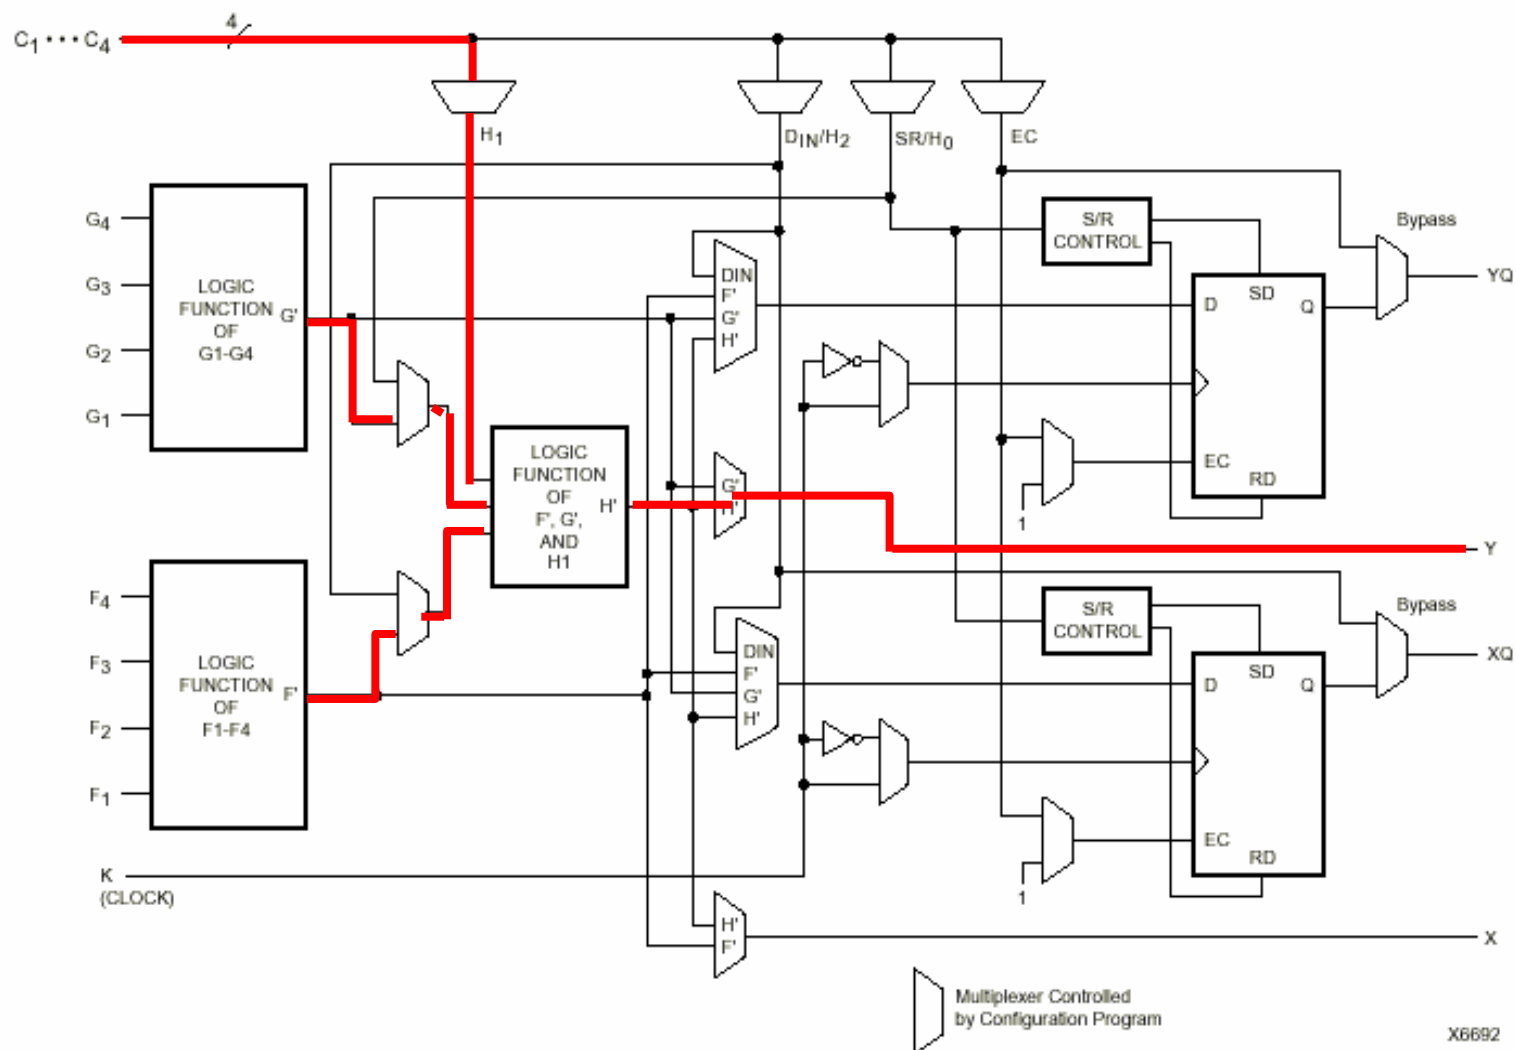 4
C1 • • • C4
H1
DIN/H2
SR/H0
EC
G4
G3
G2
G1
LOGIC
FUNCTION
OF
G1-G4
G'
DIN
F'
G'
H'
S/R
CONTROL
Bypass
YQ
D
SD
Q
EC
RD
1
LOGIC
FUNCTION
OF
F', G',
AND
H1
H'
G'
H'
Y
F4
F3
F2
F1
LOGIC
FUNCTION
OF
F1-F4
F'
DIN
F'
G'
H'
S/R
CONTROL
Bypass
XQ
D
SD
Q
EC
RD
1
K
(CLOCK)
H'
F'
X
Multiplexer Controlled
by Configuration Program
X6692